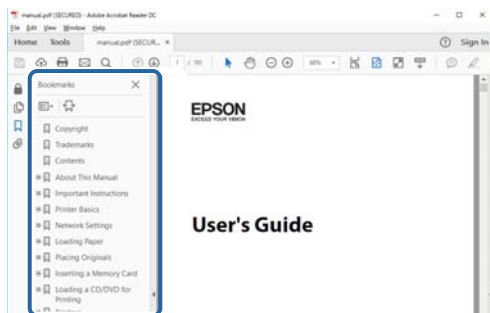 manual.pdf (SECURED) - Adobe Acrobat Reader DC
File Edit View Window Help
Home Tools manual.pdf (SECUR... ×
Sign In
1 / 191
Bookmarks
Copyright
Trademarks
Contents
About This Manual
Important Instructions
Printer Basics
Network Settings
Loading Paper
Placing Originals
Inserting a Memory Card
Loading a CD/DVD for
Printing
EPSON
EXCEED YOUR VISION
User's Guide